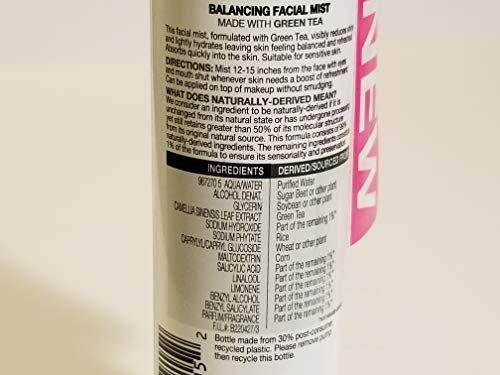 BALANCING FACIAL MIST
MADE WITH GREEN TEA
This facial mist, formulated with Green Tea, visibly reduces shine
and lightly hydrates leaving skin feeling balanced and refreshed.
Absorbs quickly into the skin. Suitable for sensitive skin.
DIRECTIONS: Mist 12-15 inches from the face with eyes
and mouth shut whenever skin needs a boost of refreshment.
Can be applied on top of makeup without smudging.
WHAT DOES NATURALLY-DERIVED MEAN?
We consider an ingredient to be naturally-derived if it is
unchanged from its natural state or has undergone processing
yet still retains greater than 50% of its molecular structure
from its original natural source. This formula consists of
naturally-derived ingredients. The remaining ingredients comprise
1% of the formula to ensure its sensoriality and preservation.
INGREDIENTS DERIVED/SOURCED FROM
967270 5 AQUA/WATER Purified Water
ALCOHOL DENAT. Sugar Beet or other plant
GLYCERIN Soybean or other plant
CAMELLIA SINENSIS LEAF EXTRACT Green Tea
SODIUM HYDROXIDE Part of the remaining 1%*
SODIUM PHYTATE Rice
CAPRYLYL/CAPRYL GLUCOSIDE Wheat or other plant
MALTODEXTRIN Corn
SALICYLIC ACID Part of the remaining 1%*
LINALOOL Part of the remaining 1%*
LIMONENE Part of the remaining 1%*
BENZYL ALCOHOL Part of the remaining 1%*
BENZYL SALICYLATE Part of the remaining 1%*
PARFUM/FRAGRANCE Part of the remaining 1%*
F.I.L.# B220427/3
Bottle made from 30% post-consumer
recycled plastic. Please remove pump,
then recycle this bottle.
5 2
NEW